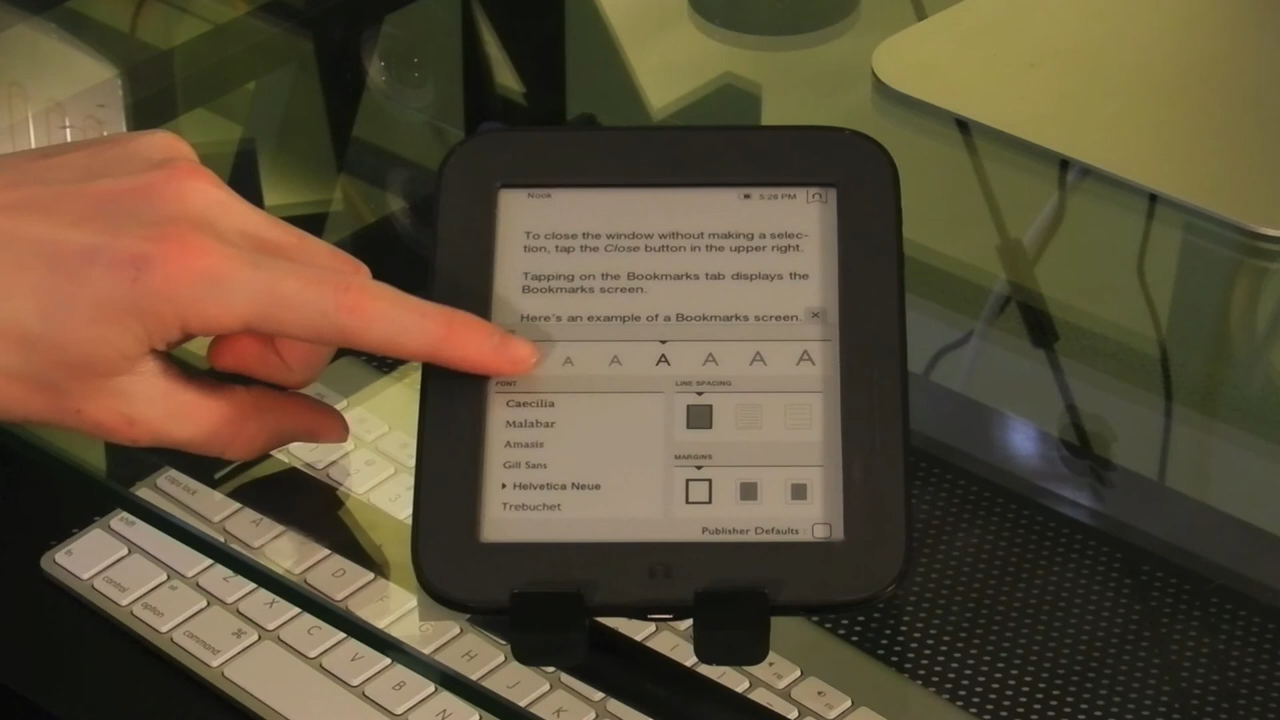 Nook 5:28 PM
To close the window without making a selec-
tion, tap the Close button in the upper right.
Tapping on the Bookmarks tab displays the
Bookmarks screen.
Here's an example of a Bookmarks screen. ×
A A A A A A
FONT
LINE SPACING
Caecilia
Malabar
Amasis
Gill Sans
MARGINS
▸ Helvetica Neue
Trebuchet
Publisher Defaults :
caps lock A D F G H J K
shift Z X C V B N
fn control option command
alt ⌘